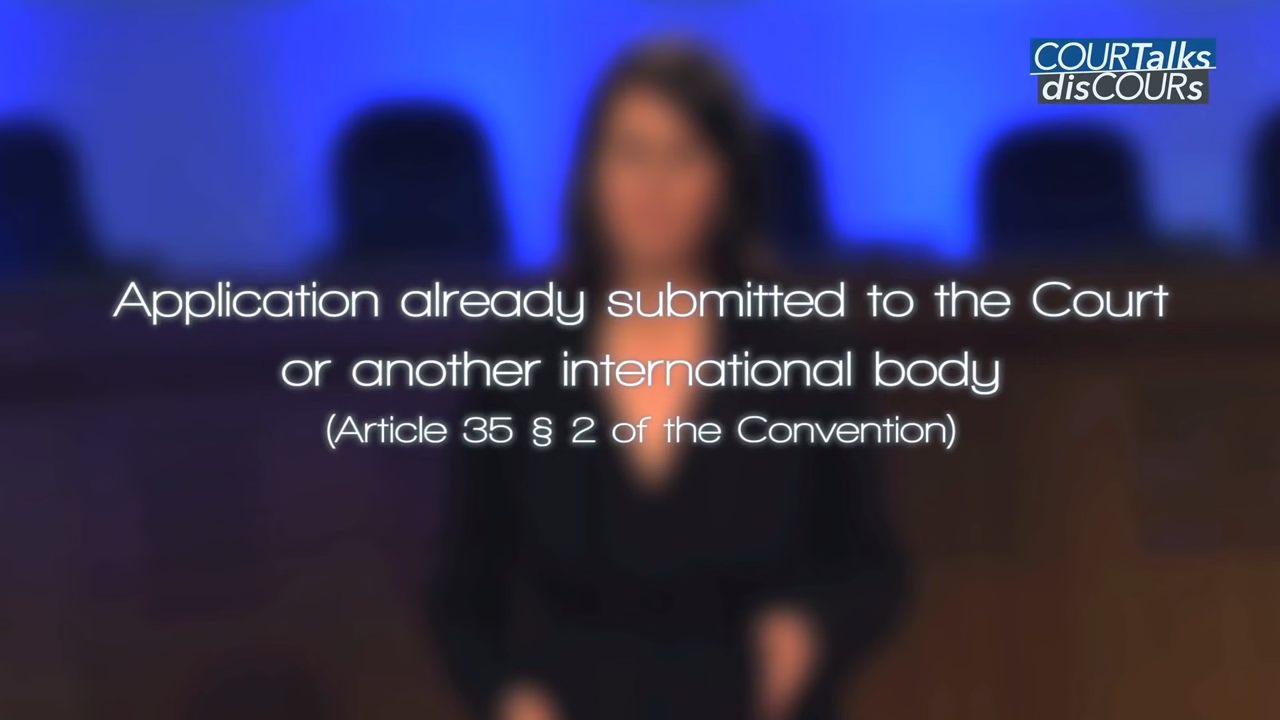 COURTalks
disCOURs
Application already submitted to the Court
or another international body
(Article 35 § 2 of the Convention)